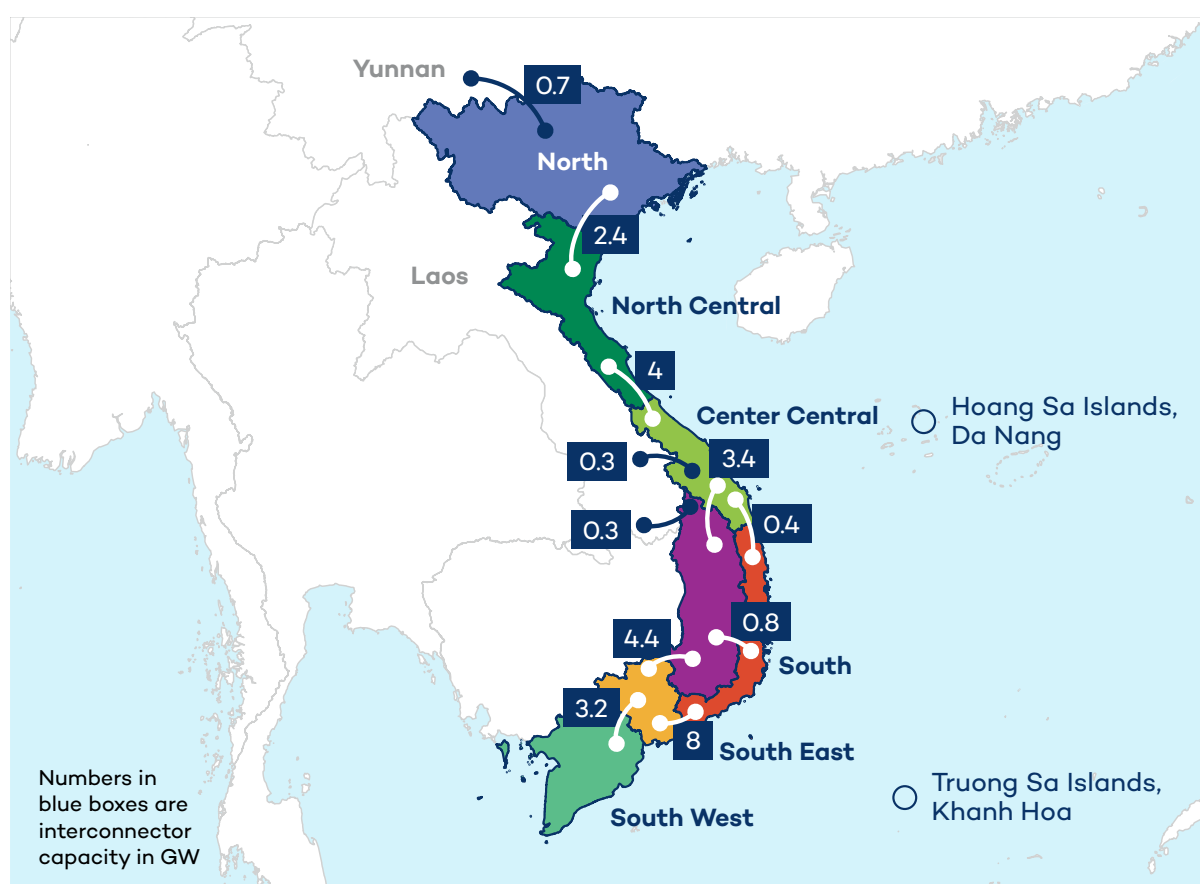 Yunnan
0.7
North
2.4
Laos
North Central
4
Center Central
Hoang Sa Islands,
Da Nang
0.3
3.4
0.3
0.4
0.8
4.4
South
3.2
8
South East
Numbers in
blue boxes are
interconnector
capacity in GW
South West
Truong Sa Islands,
Khanh Hoa